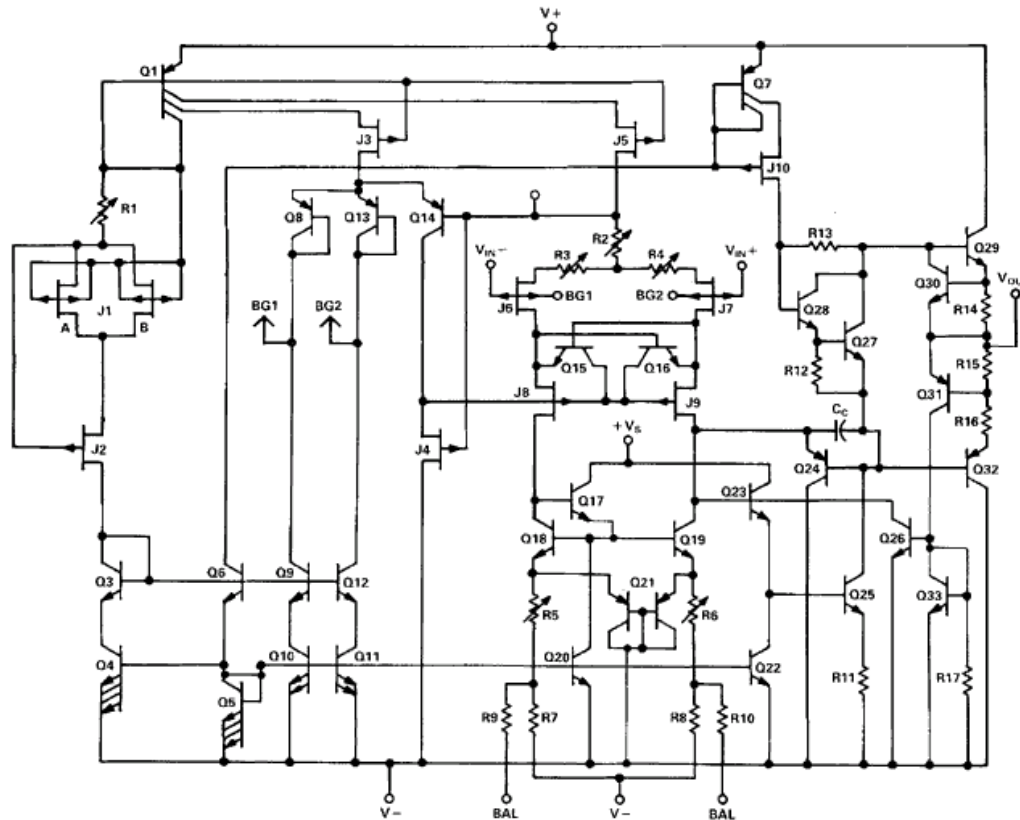 V+
Q1
Q7
J3
J5
J10
R1
Q8
Q13
Q14
R2
R13
Q29
VIN−
R3
R4
VIN+
Q30
VOU
R14
J1
A
B
BG1
BG2
J6
BG1
BG2
J7
Q28
Q27
R12
R15
Q15
Q16
Q31
J8
J9
CC
R16
J2
J4
+VS
Q24
Q32
Q17
Q23
Q18
Q19
Q26
Q3
Q6
Q9
Q12
Q21
Q25
Q33
R5
R6
Q4
Q10
Q11
Q20
Q22
Q5
R11
R17
R9
R7
R8
R10
V−
BAL
V−
BAL